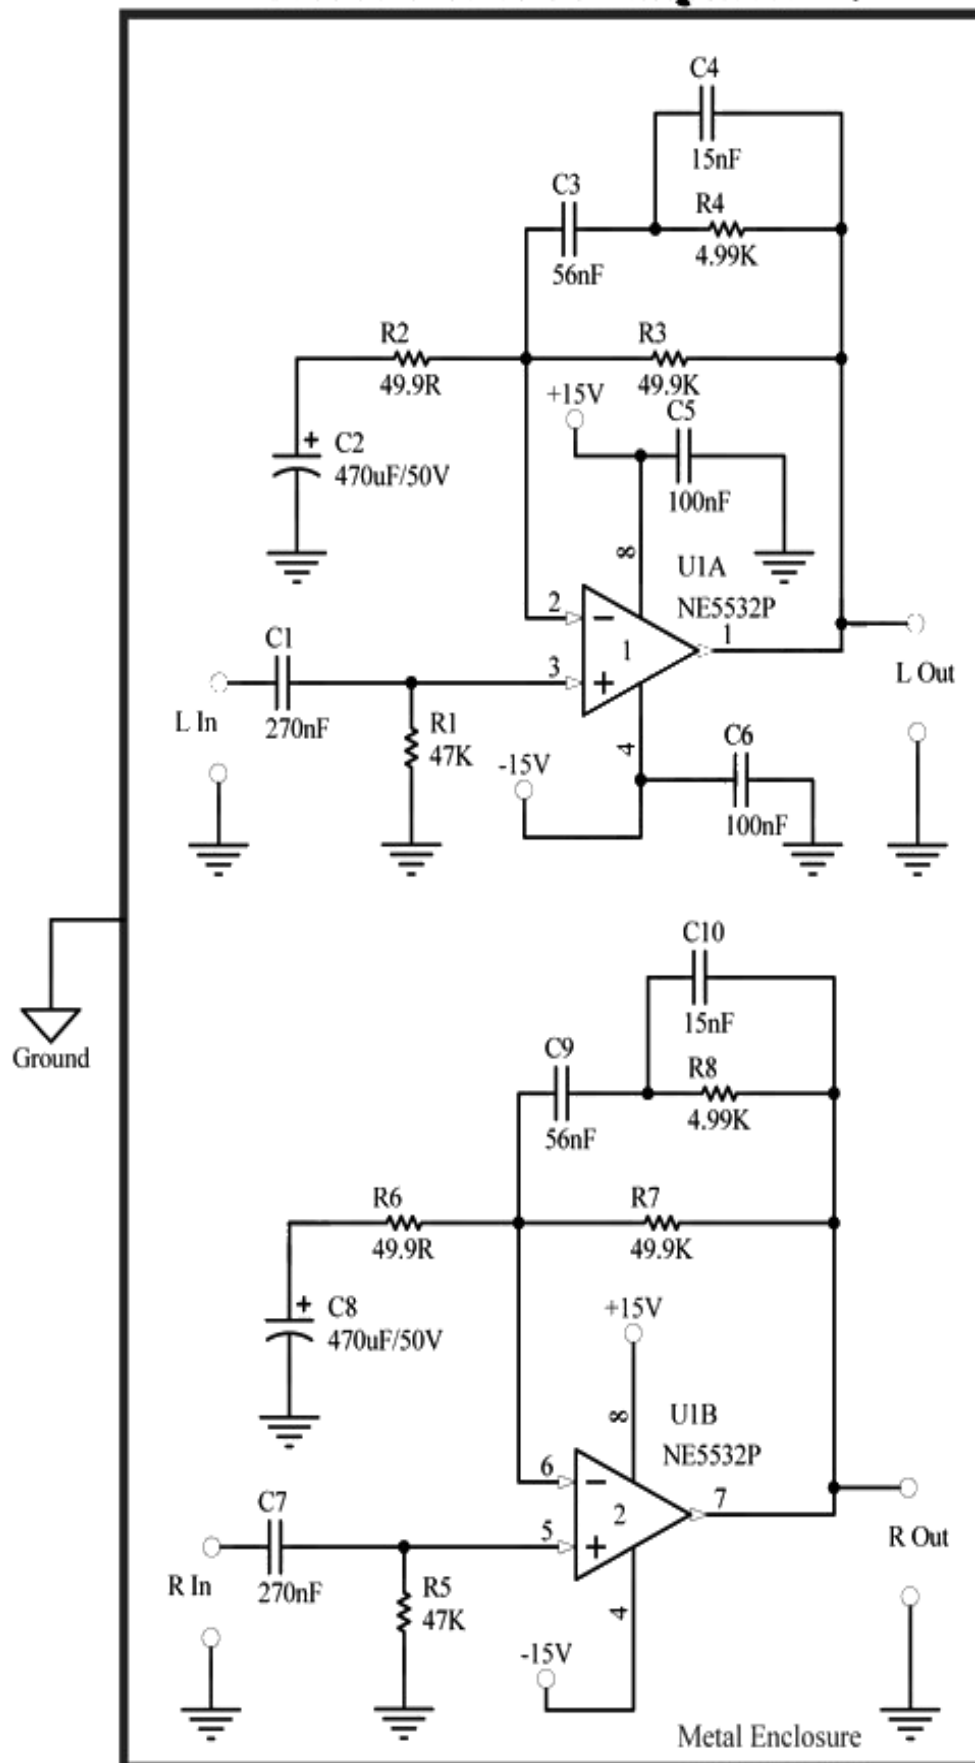 C4
15nF
C3
56nF
R4
4.99K
R2
49.9R
R3
49.9K
+15V
C5
100nF
C2
470uF/50V
+
8
U1A
NE5532P
2
−
1
1
3
+
C1
270nF
L In
R1
47K
L Out
4
-15V
C6
100nF
Ground
C10
15nF
C9
56nF
R8
4.99K
R6
49.9R
R7
49.9K
+15V
+
C8
470uF/50V
8
U1B
NE5532P
6
−
2
7
5
+
C7
270nF
R In
R5
47K
R Out
4
-15V
Metal Enclosure